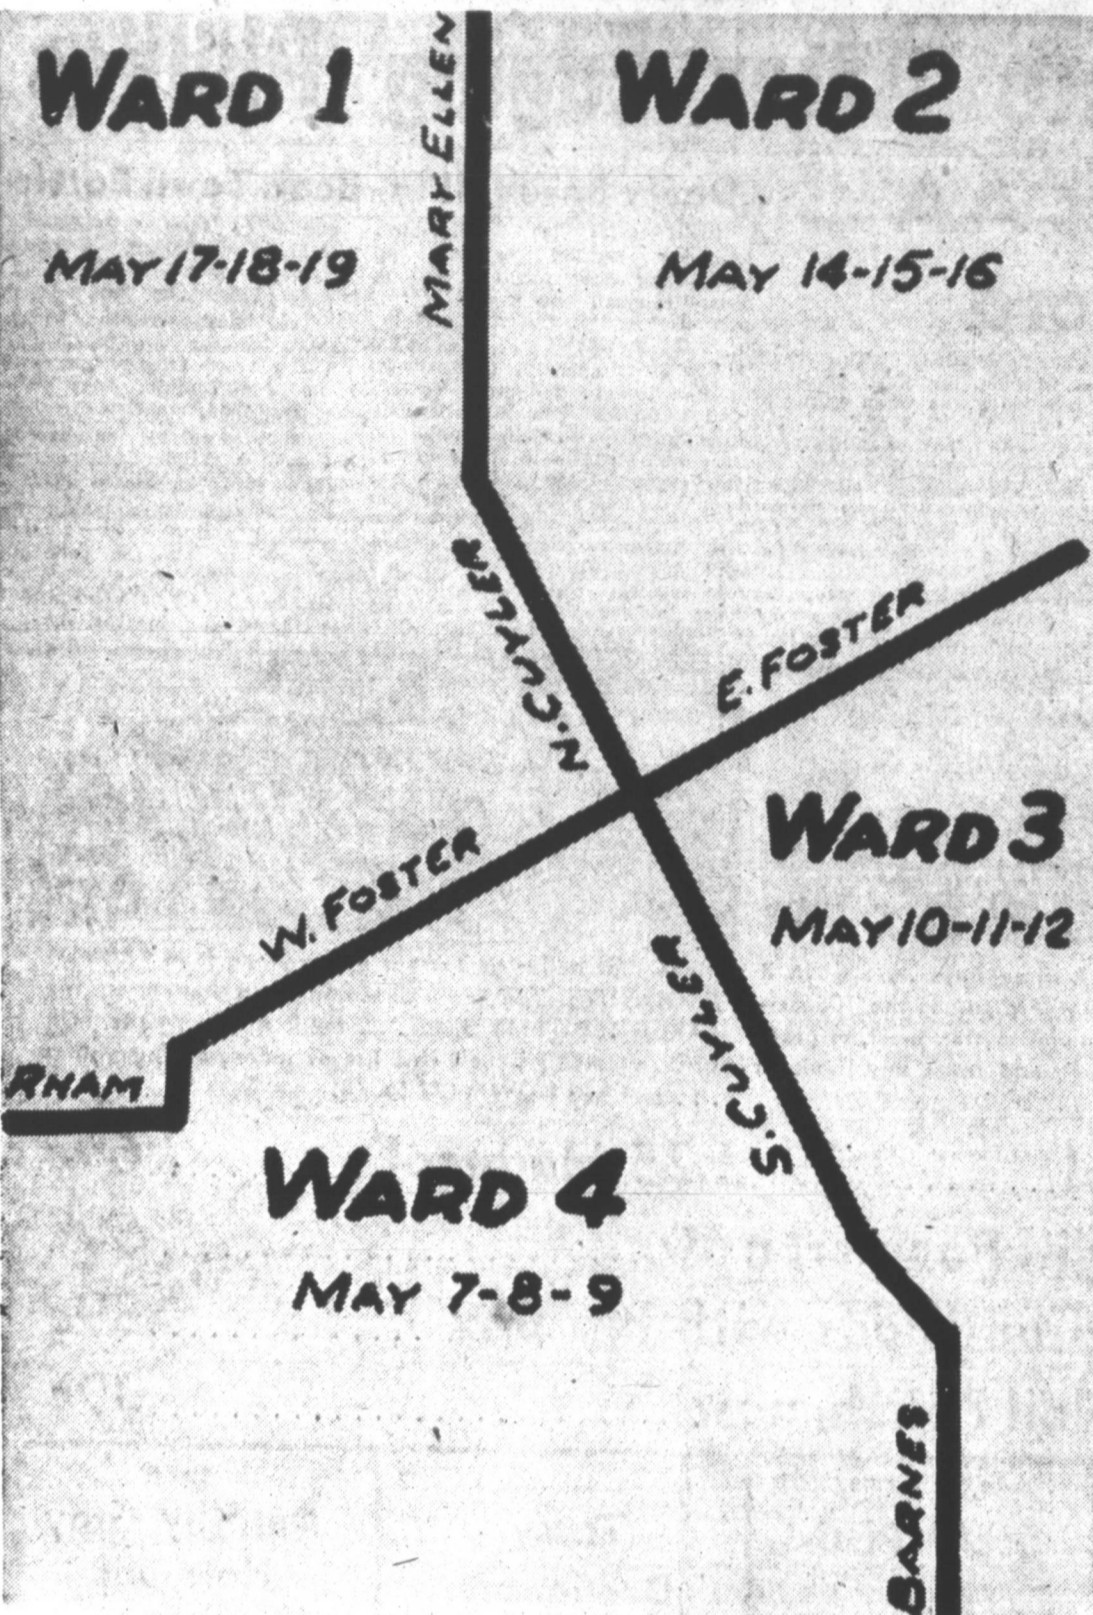 WARD 1
MARY ELLEN
WARD 2
MAY 17-18-19
MAY 14-15-16
N. CUYLER
E. FOSTER
W. FOSTER
WARD 3
MAY 10-11-12
S. CUYLER
RHAM
WARD 4
MAY 7-8-9
BARNES